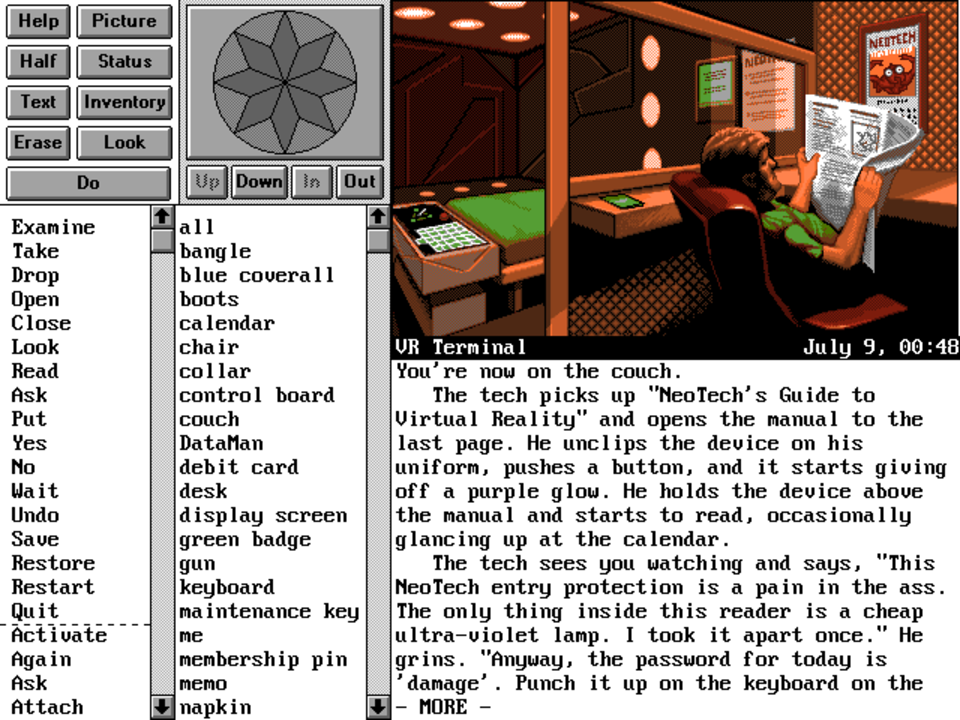 Help
Picture
Half
Status
Text
Inventory
Erase
Look
Do
Up
Down
In
Out
Examine
Take
Drop
Open
Close
Look
Read
Ask
Put
Yes
No
Wait
Undo
Save
Restore
Restart
Quit
Activate
Again
Ask
Attach
all
bangle
blue coverall
boots
calendar
chair
collar
control board
couch
DataMan
debit card
desk
display screen
green badge
gun
keyboard
maintenance key
me
membership pin
memo
napkin
NEOTECH
VR Terminal
July 9, 00:48
You're now on the couch.
The tech picks up "NeoTech's Guide to
Virtual Reality" and opens the manual to the
last page. He unclips the device on his
uniform, pushes a button, and it starts giving
off a purple glow. He holds the device above
the manual and starts to read, occasionally
glancing up at the calendar.
The tech sees you watching and says, "This
NeoTech entry protection is a pain in the ass.
The only thing inside this reader is a cheap
ultra-violet lamp. I took it apart once." He
grins. "Anyway, the password for today is
'damage'. Punch it up on the keyboard on the
- MORE -